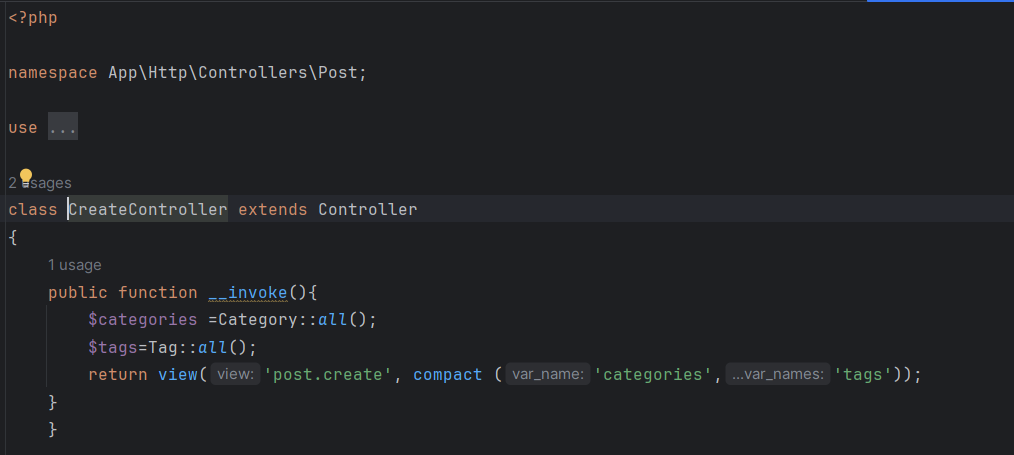 <?php
namespace App\Http\Controllers\Post;
use ...
2 usages
class CreateController extends Controller
{
1 usage
public function __invoke(){
$categories =Category::all();
$tags=Tag::all();
return view( view: 'post.create', compact ( var_name: 'categories', ...var_names: 'tags'));
}
}